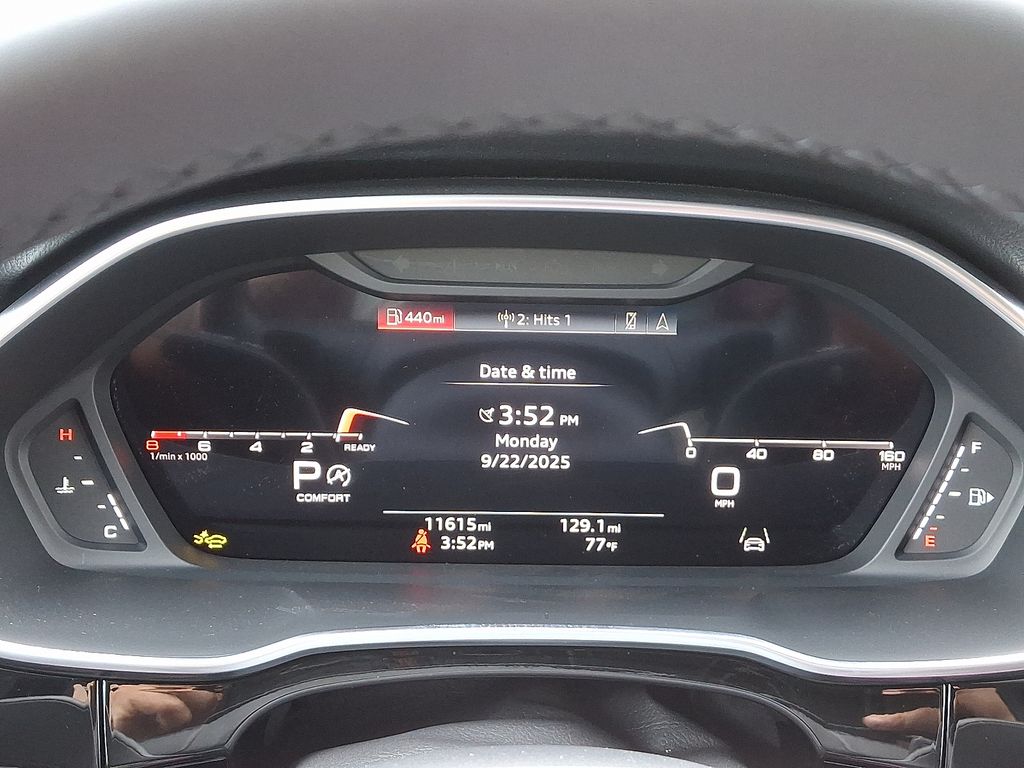 440mi 2: Hits 1
Date & time
3:52 PM
Monday
9/22/2025
H
C
8 6 4 2 READY
1/min x 1000
P
COMFORT
0 40 80 160
MPH
0
MPH
F
E
11615mi 129.1mi
3:52PM 77°F